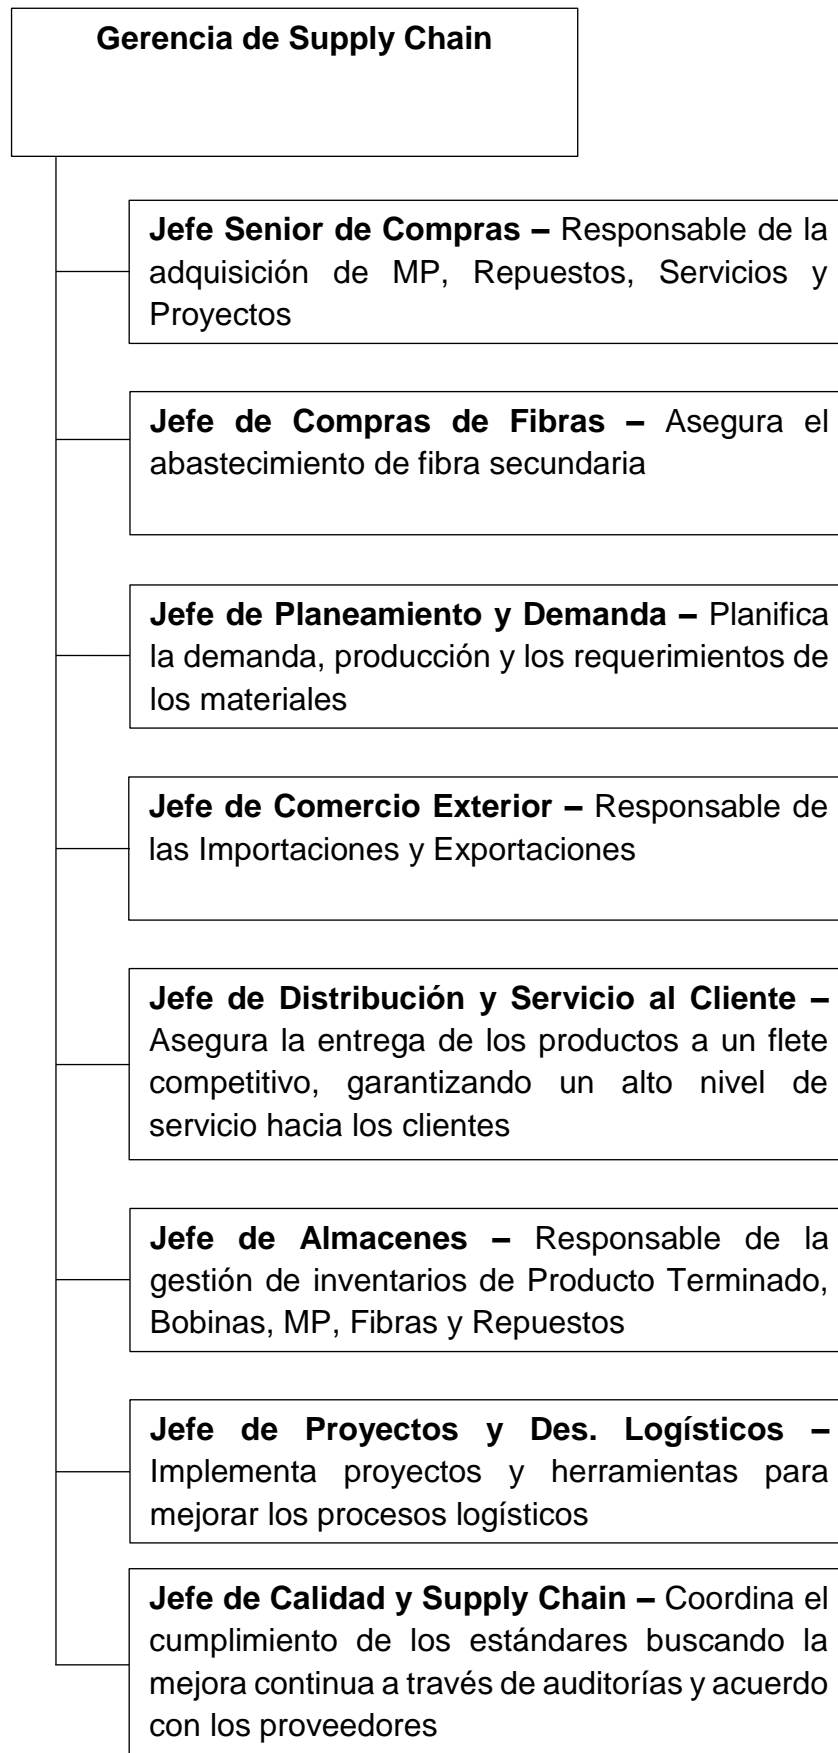 Gerencia de Supply Chain
Jefe Senior de Compras – Responsable de la
adquisición de MP, Repuestos, Servicios y
Proyectos
Jefe de Compras de Fibras – Asegura el
abastecimiento de fibra secundaria
Jefe de Planeamiento y Demanda – Planifica
la demanda, producción y los requerimientos de
los materiales
Jefe de Comercio Exterior – Responsable de
las Importaciones y Exportaciones
Jefe de Distribución y Servicio al Cliente –
Asegura la entrega de los productos a un flete
competitivo, garantizando un alto nivel de
servicio hacia los clientes
Jefe de Almacenes – Responsable de la
gestión de inventarios de Producto Terminado,
Bobinas, MP, Fibras y Repuestos
Jefe de Proyectos y Des. Logísticos –
Implementa proyectos y herramientas para
mejorar los procesos logísticos
Jefe de Calidad y Supply Chain – Coordina el
cumplimiento de los estándares buscando la
mejora continua a través de auditorías y acuerdo
con los proveedores